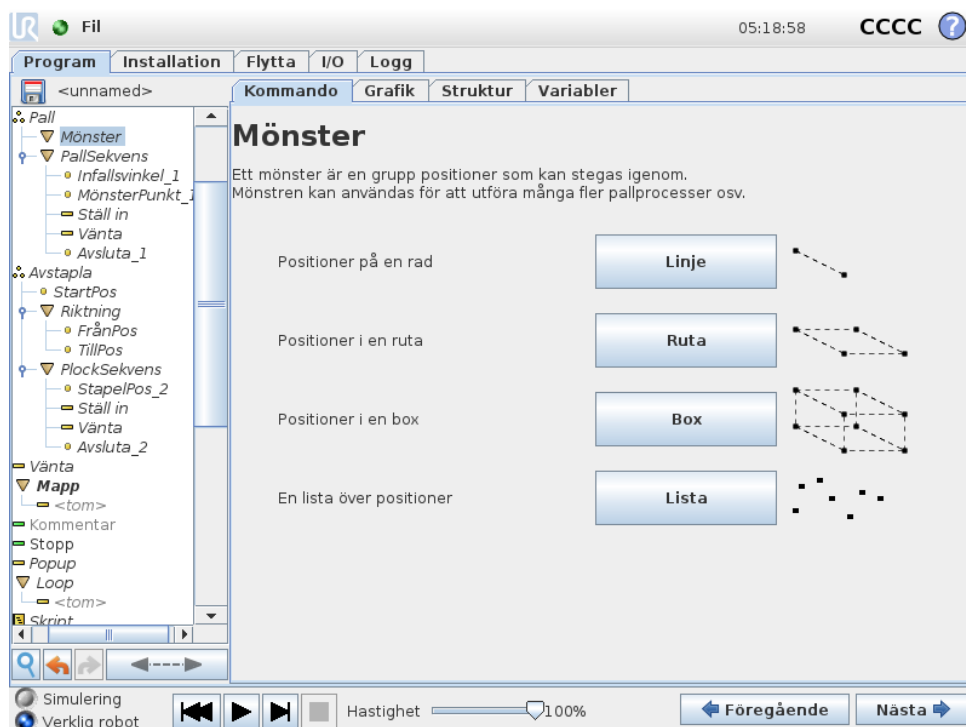 UR Fil 05:18:58 CCCC ?
Program Installation Flytta I/O Logg
<unnamed>
Kommando Grafik Struktur Variabler
Pall
Mönster
PallSekvens
Infallsvinkel_1
MönsterPunkt_1
Ställ in
Vänta
Avsluta_1
Avstapla
StartPos
Riktning
FrånPos
TillPos
PlockSekvens
StapelPos_2
Ställ in
Vänta
Avsluta_2
Vänta
Mapp
<tom>
Kommentar
Stopp
Popup
Loop
<tom>
Skript
Mönster
Ett mönster är en grupp positioner som kan stegas igenom.
Mönstren kan användas för att utföra många fler pallprocesser osv.
Positioner på en rad Linje
Positioner i en ruta Ruta
Positioner i en box Box
En lista över positioner Lista
Simulering
Verklig robot
Hastighet 100%
Föregående Nästa